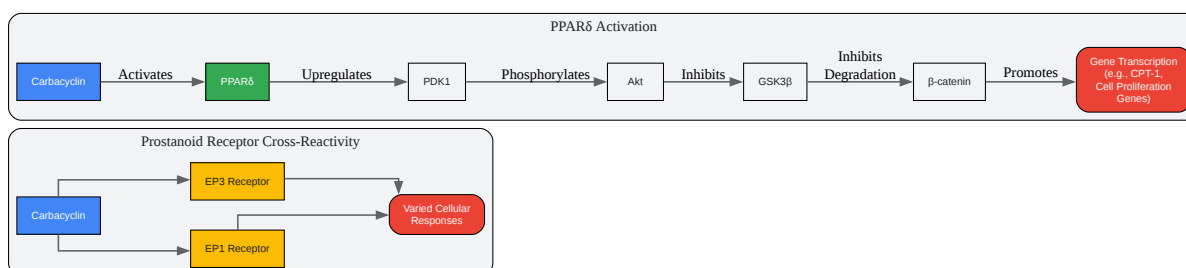 PPARδ Activation
Carbacyclin
Activates
PPARδ
Upregulates
PDK1
Phosphorylates
Akt
Inhibits
GSK3β
Inhibits
Degradation
β-catenin
Promotes
Gene Transcription
(e.g., CPT-1,
Cell Proliferation
Genes)
Prostanoid Receptor Cross-Reactivity
Carbacyclin
EP3 Receptor
EP1 Receptor
Varied Cellular
Responses